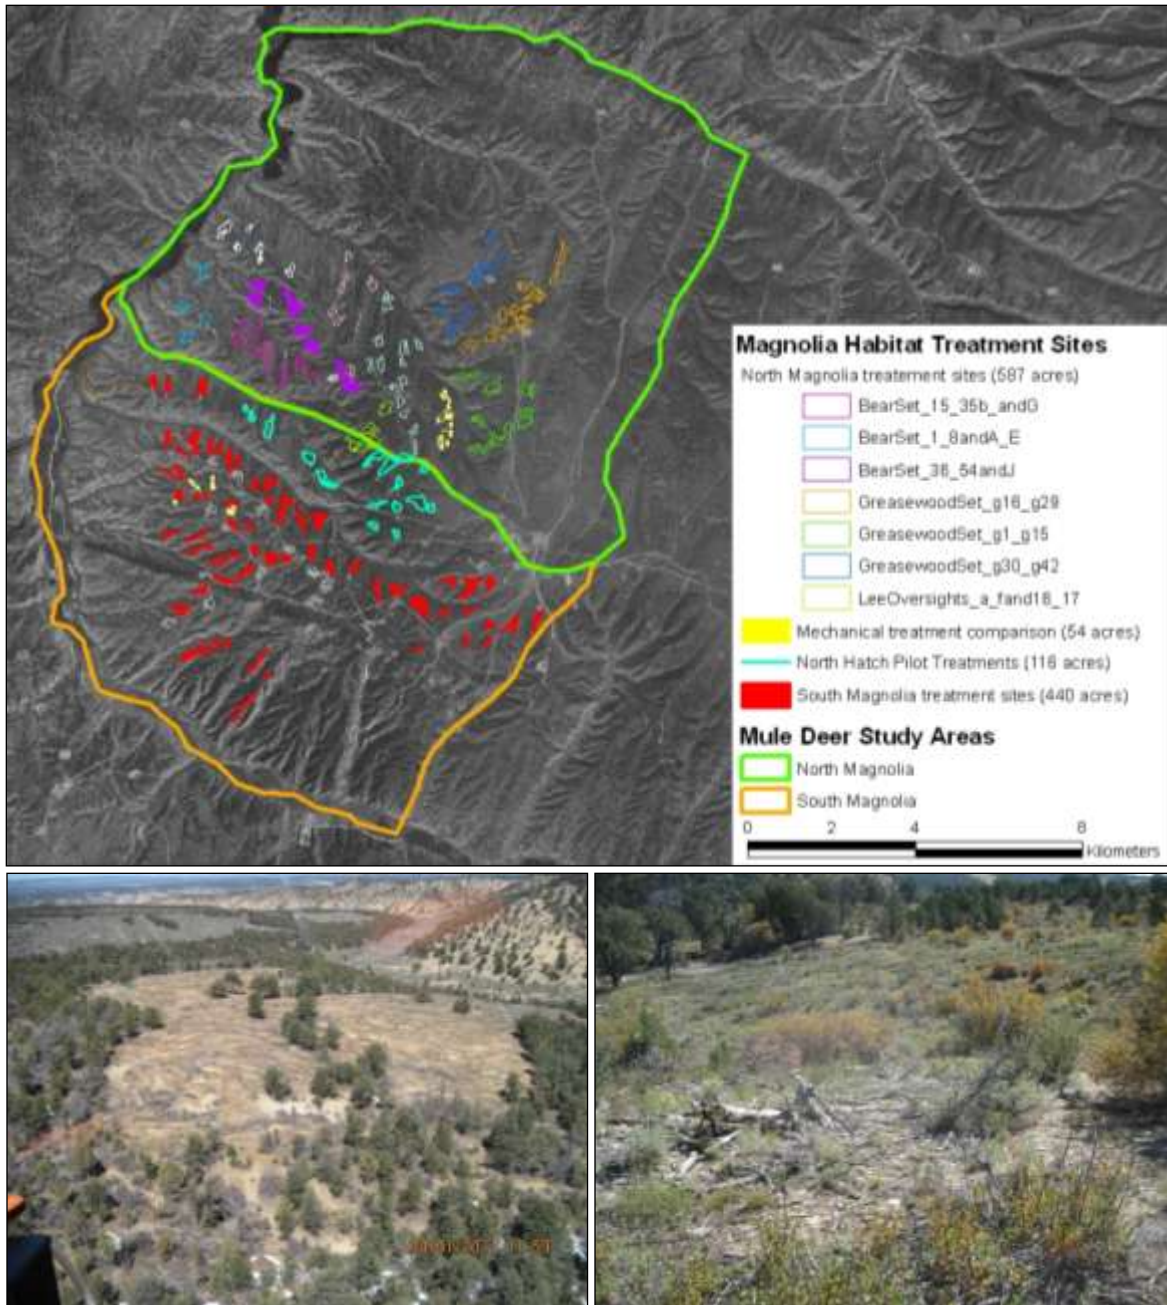 Magnolia Habitat Treatment Sites
North Magnolia treatement sites (587 acres)
BearSet_15_35b_andG
BearSet_1_8andA_E
BearSet_36_54andJ
GreasewoodSet_g16_g29
GreasewoodSet_g1_g15
GreasewoodSet_g30_g42
LeeOversights_a_fand16_17
Mechanical treatment comparison (54 acres)
North Hatch Pilot Treatments (116 acres)
South Magnolia treatment sites (440 acres)
Mule Deer Study Areas
North Magnolia
South Magnolia
0 2 4 8
Kilometers